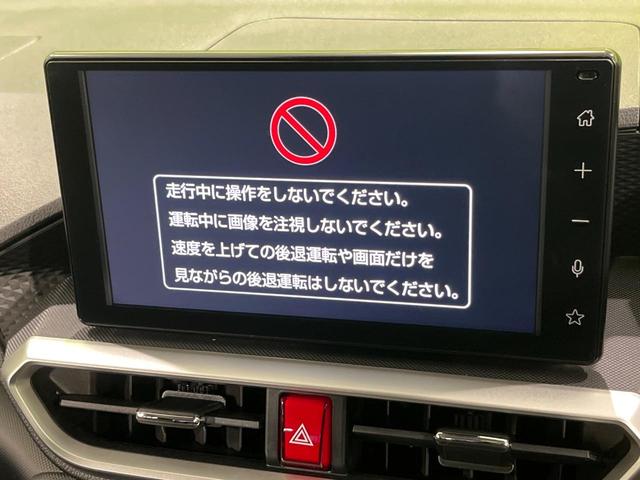 走行中に操作をしないでください。
運転中に画像を注視しないでください。
速度を上げての後退運転や画面だけを
見ながらの後退運転はしないでください。